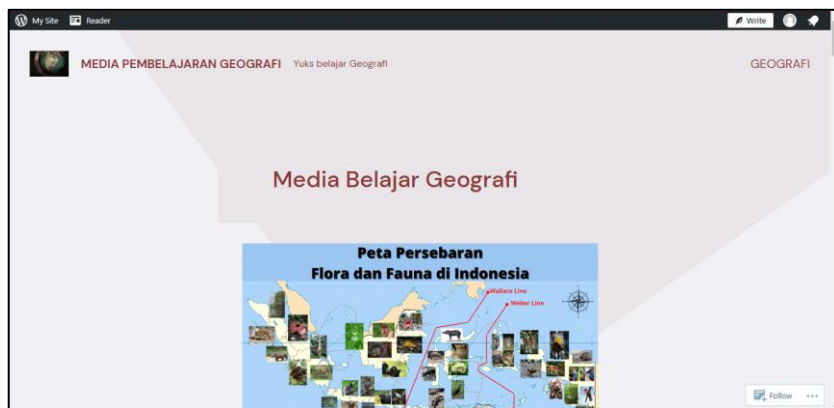 My Site Reader Write
MEDIA PEMBELAJARAN GEOGRAFI Yuks belajar Geografi GEOGRAFI
Media Belajar Geografi
Peta Persebaran
Flora dan Fauna di Indonesia
Wallace Line
Weber Line
Follow